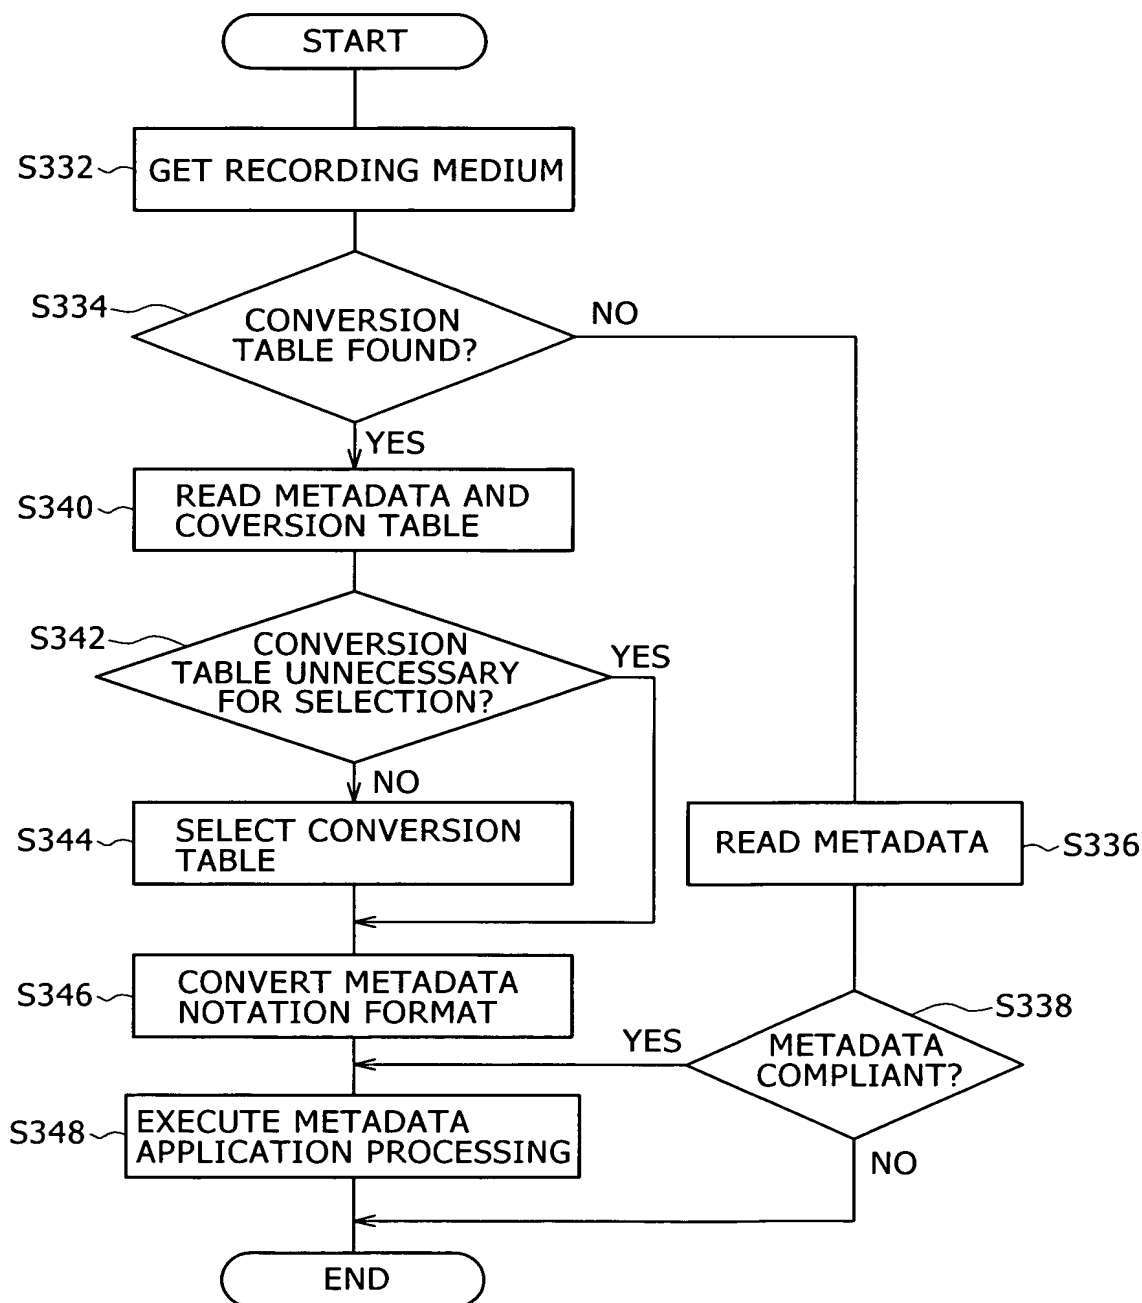 START
S332
GET RECORDING MEDIUM
S334
CONVERSION
TABLE FOUND?
NO
YES
S340
READ METADATA AND
COVERSION TABLE
S342
CONVERSION
TABLE UNNECESSARY
FOR SELECTION?
YES
NO
S344
SELECT CONVERSION
TABLE
READ METADATA
S336
S346
CONVERT METADATA
NOTATION FORMAT
S338
METADATA
COMPLIANT?
YES
NO
S348
EXECUTE METADATA
APPLICATION PROCESSING
END